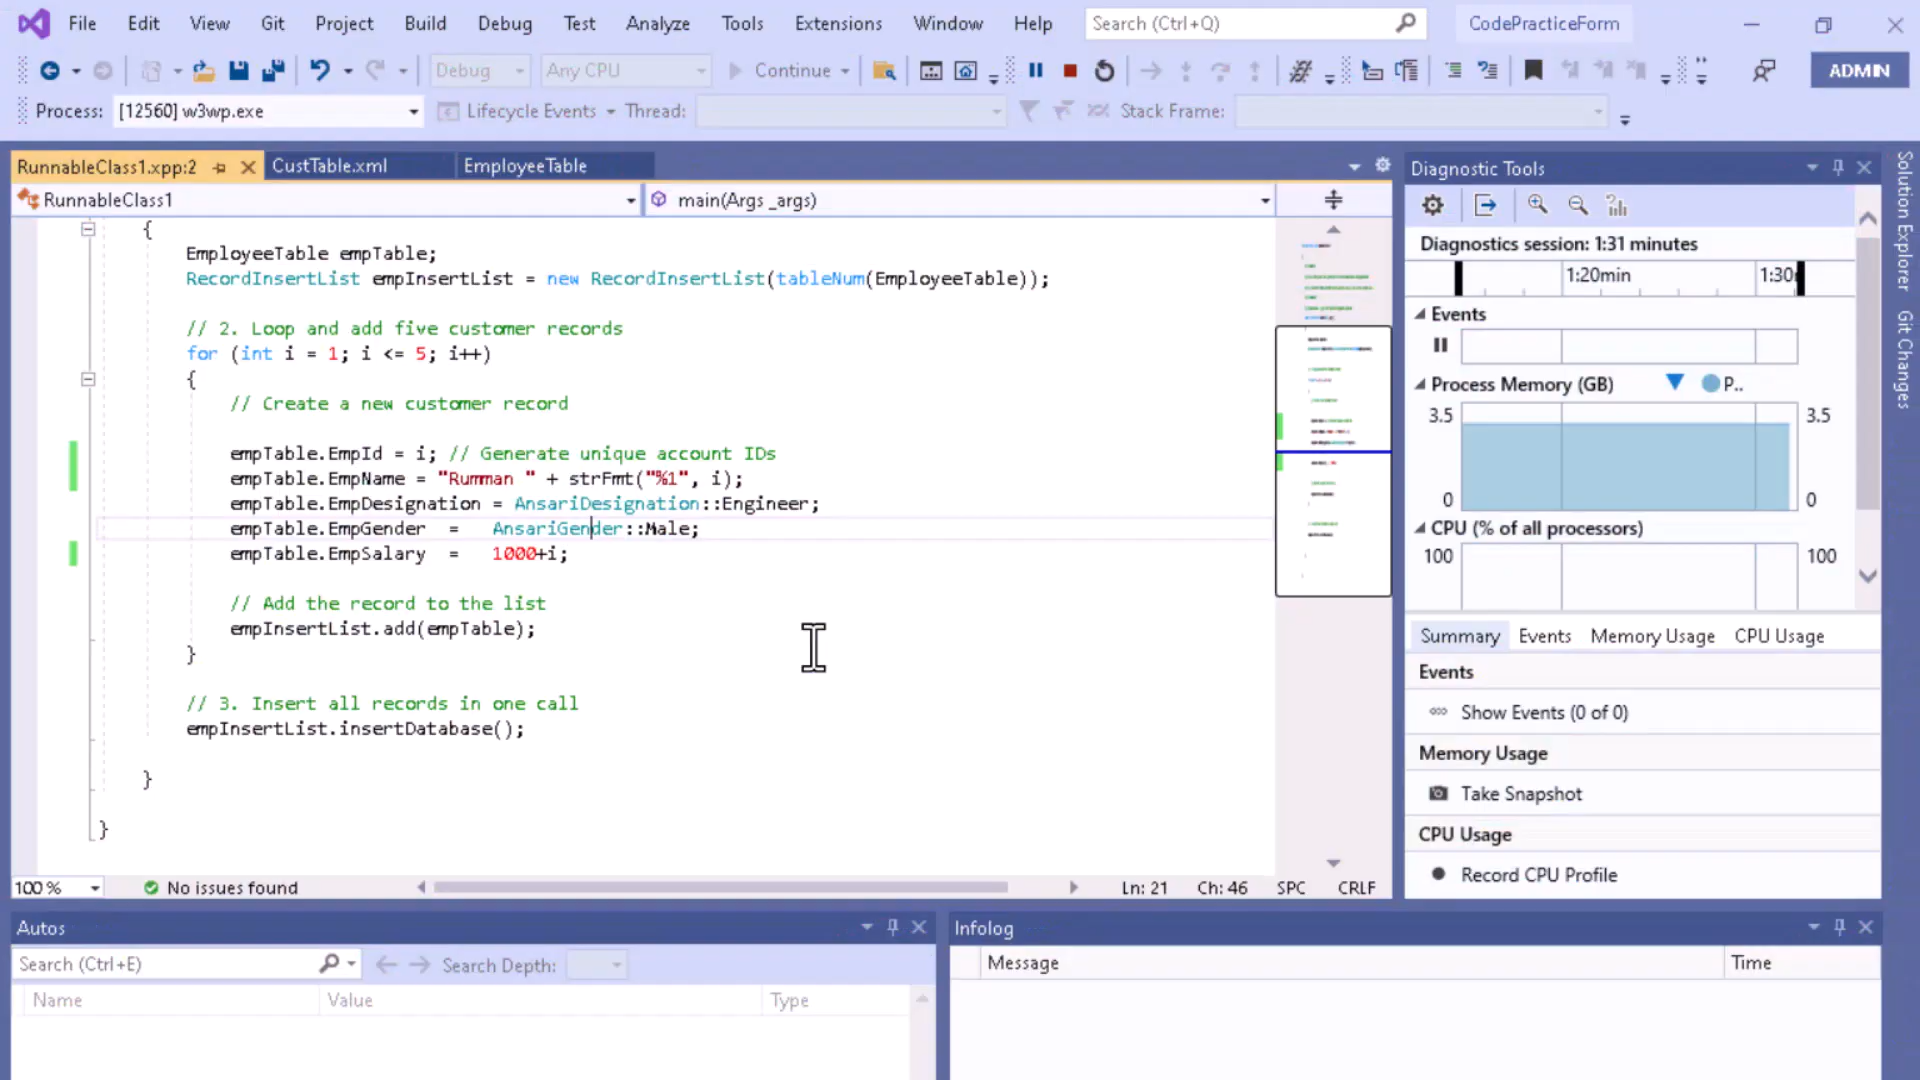 File Edit View Git Project Build Debug Test Analyze Tools Extensions Window Help Search (Ctrl+Q) CodePracticeForm
Debug Any CPU Continue ADMIN
Process: [12560] w3wp.exe Lifecycle Events Thread: Stack Frame:
RunnableClass1.xpp:2 CustTable.xml EmployeeTable
RunnableClass1 main(Args _args)
{
EmployeeTable empTable;
RecordInsertList empInsertList = new RecordInsertList(tableNum(EmployeeTable));
// 2. Loop and add five customer records
for (int i = 1; i <= 5; i++)
{
// Create a new customer record
empTable.EmpId = i; // Generate unique account IDs
empTable.EmpName = "Rumman " + strFmt("%1", i);
empTable.EmpDesignation = AnsariDesignation::Engineer;
empTable.EmpGender = AnsariGender::Male;
empTable.EmpSalary = 1000+i;
// Add the record to the list
empInsertList.add(empTable);
}
// 3. Insert all records in one call
empInsertList.insertDatabase();
}
}
100 % No issues found Ln: 21 Ch: 46 SPC CRLF
Diagnostic Tools
Diagnostics session: 1:31 minutes
1:20min 1:30
Events
Process Memory (GB) P..
3.5 3.5
0 0
CPU (% of all processors)
100 100
Summary Events Memory Usage CPU Usage
Events
Show Events (0 of 0)
Memory Usage
Take Snapshot
CPU Usage
Record CPU Profile
Solution Explorer
Git Changes
Autos
Search (Ctrl+E) Search Depth:
Name Value Type
Infolog
Message Time